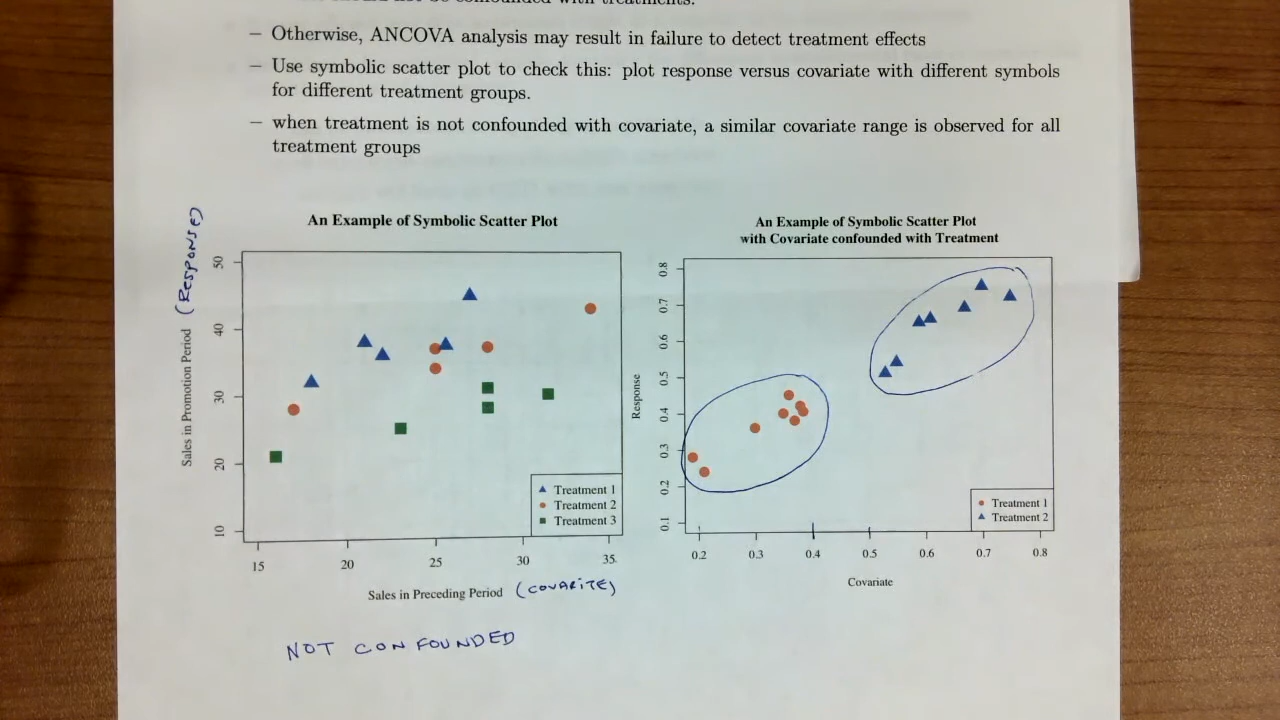 – Otherwise, ANCOVA analysis may result in failure to detect treatment effects
– Use symbolic scatter plot to check this: plot response versus covariate with different symbols
for different treatment groups.
– when treatment is not confounded with covariate, a similar covariate range is observed for all
treatment groups
An Example of Symbolic Scatter Plot
Sales in Promotion Period (RESPONSE)
50
40
30
20
10
Treatment 1
Treatment 2
Treatment 3
15 20 25 30 35
Sales in Preceding Period (COVARiTE)
NOT CONFOUNDED
An Example of Symbolic Scatter Plot
with Covariate confounded with Treatment
Response
0.8
0.7
0.6
0.5
0.4
0.3
0.2
0.1
Treatment 1
Treatment 2
0.2 0.3 0.4 0.5 0.6 0.7 0.8
Covariate